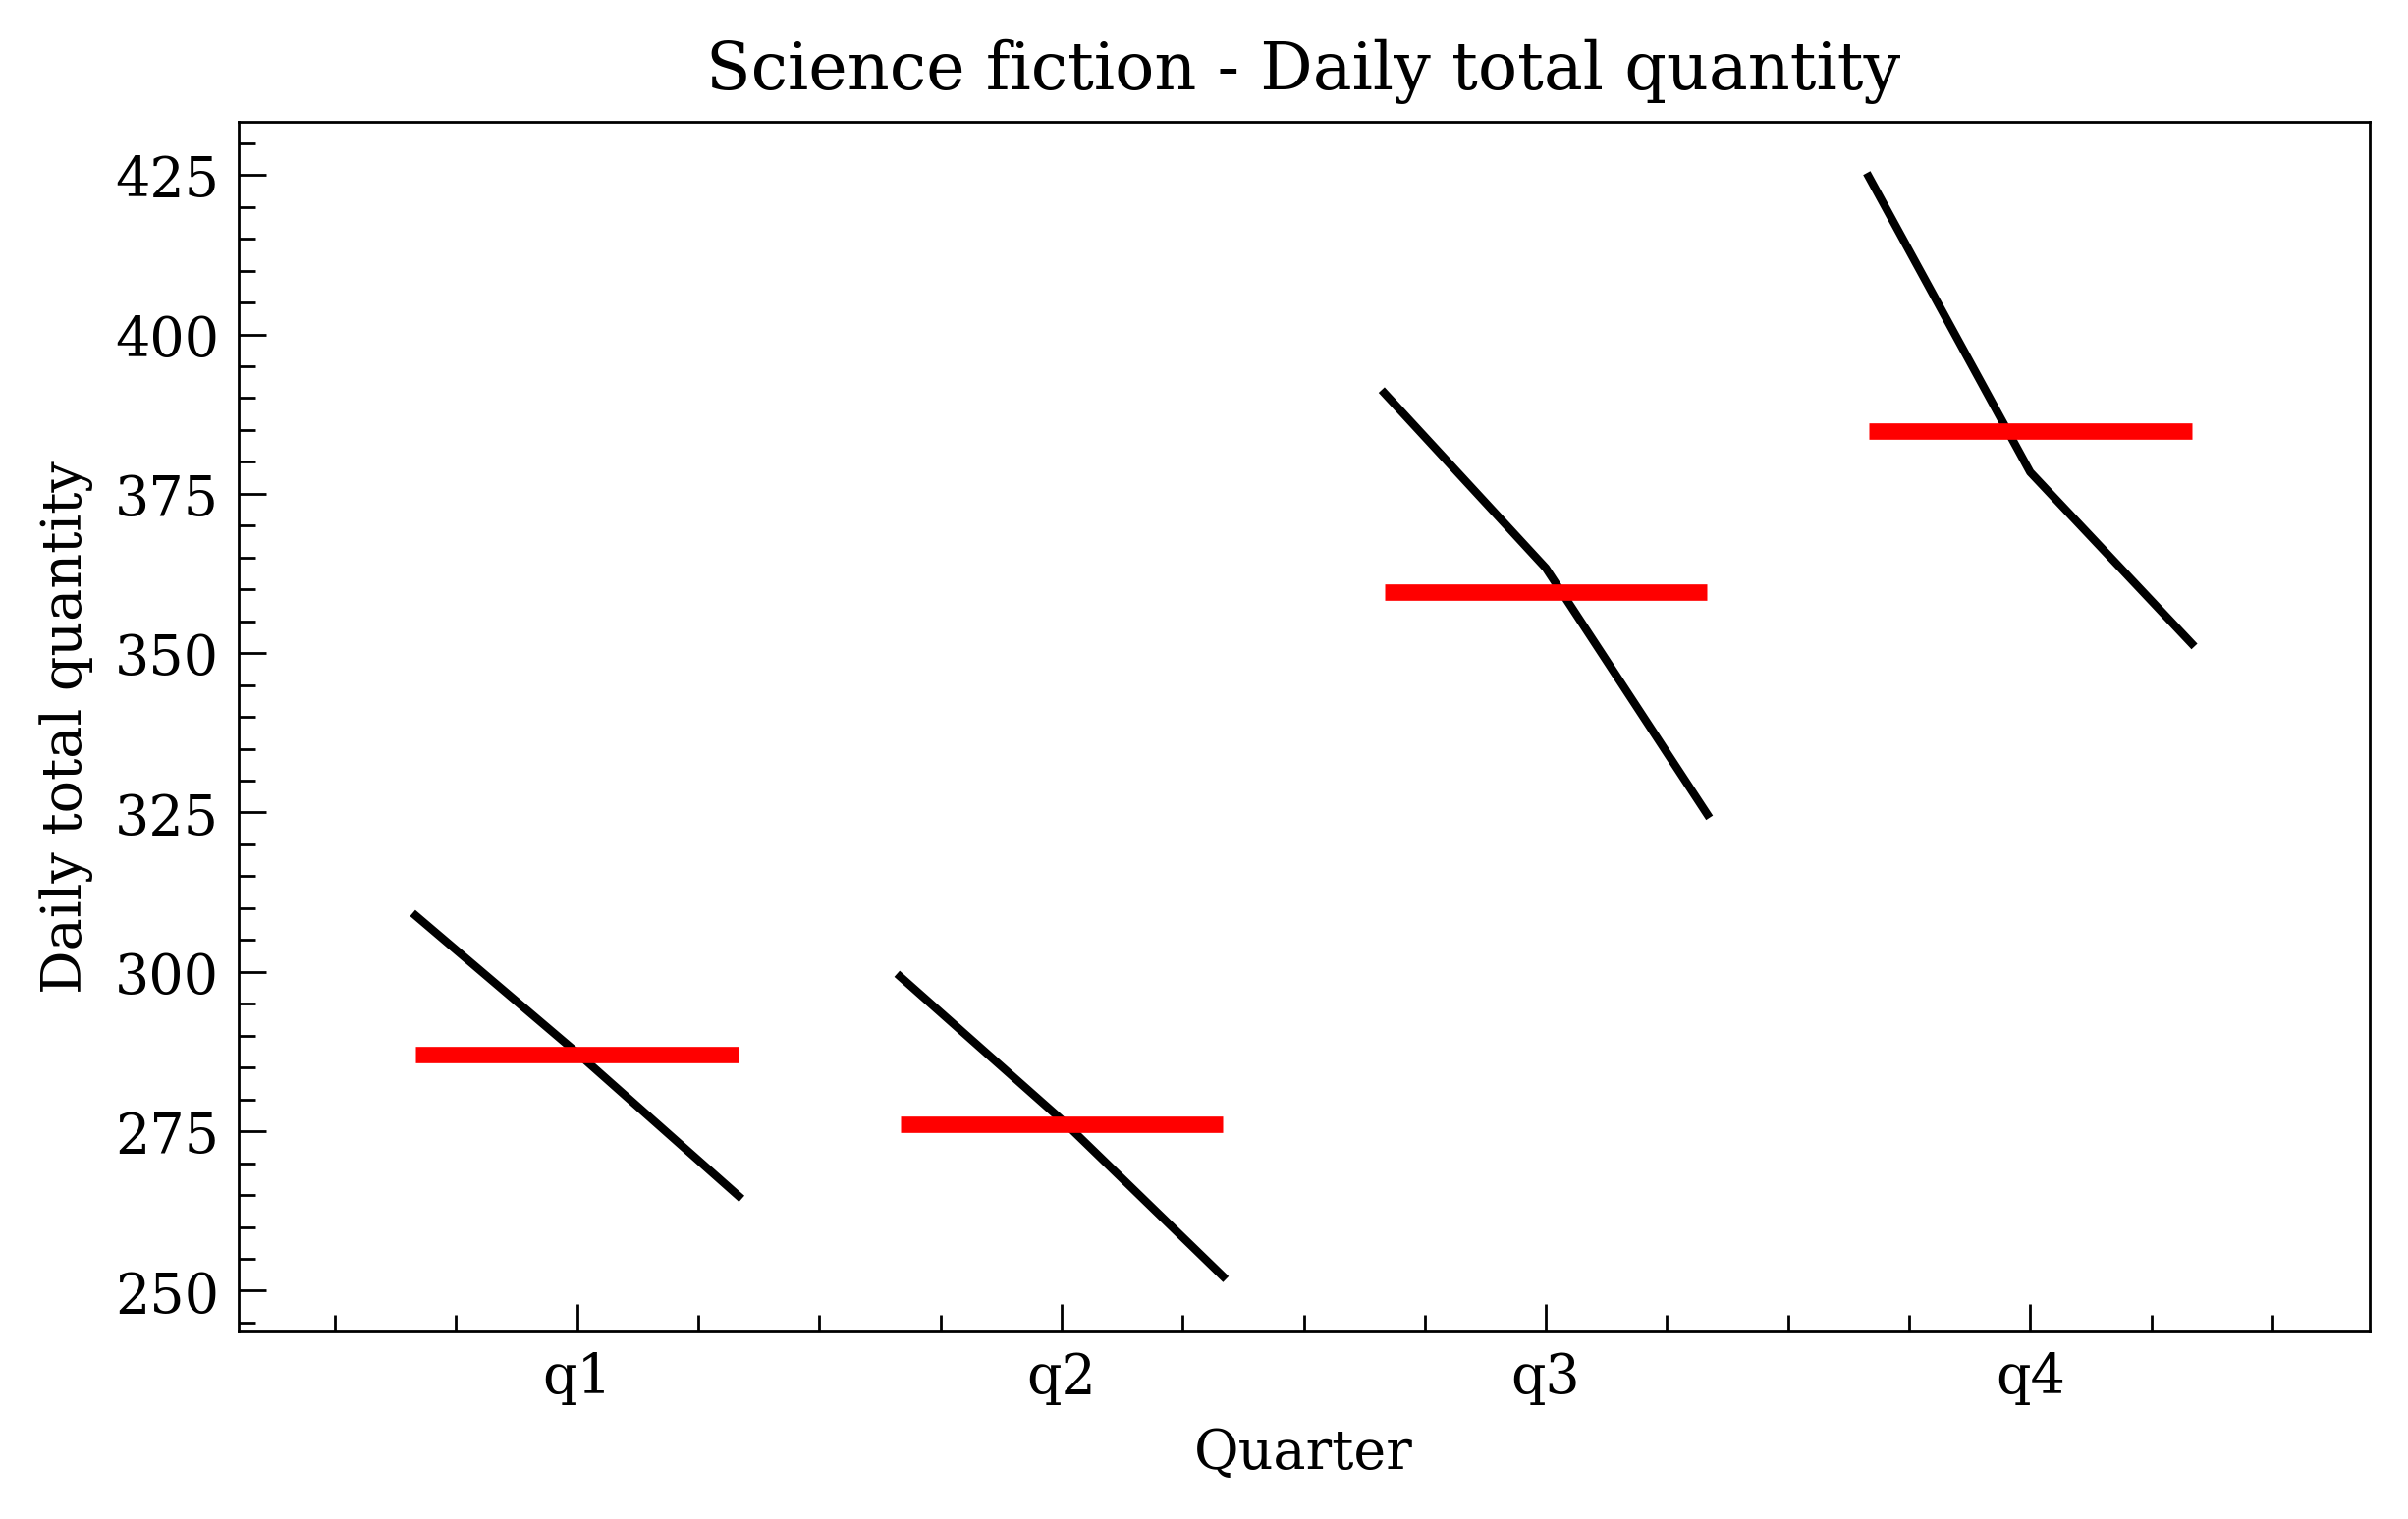 Science fiction - Daily total quantity
Daily total quantity
425
400
375
350
325
300
275
250
q1 q2 q3 q4
Quarter